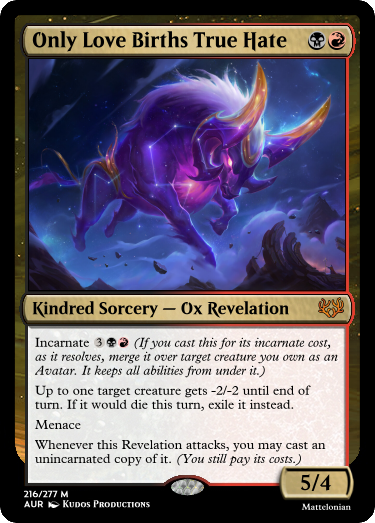 Only Love Births True Hate
Kindred Sorcery — Ox Revelation
Incarnate 3 (If you cast this for its incarnate cost,
as it resolves, merge it over target creature you own as an
Avatar. It keeps all abilities from under it.)
Up to one target creature gets -2/-2 until end of
turn. If it would die this turn, exile it instead.
Menace
Whenever this Revelation attacks, you may cast an
unincarnated copy of it. (You still pay its costs.)
5/4
216/277 M
AUR Kudos Productions
Mattelonian